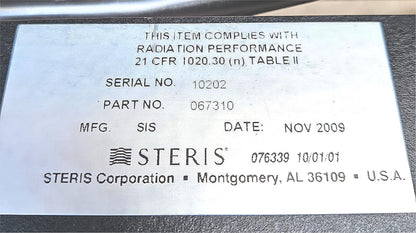 THIS ITEM COMPLIES WITH
RADIATION PERFORMANCE
21 CFR 1020.30 (n) TABLE II
SERIAL NO. 10202
PART NO. 067310
MFG. SIS DATE: NOV 2009
STERIS® 076339 10/01/01
STERIS Corporation ▪ Montgomery, AL 36109 ▪ U.S.A.